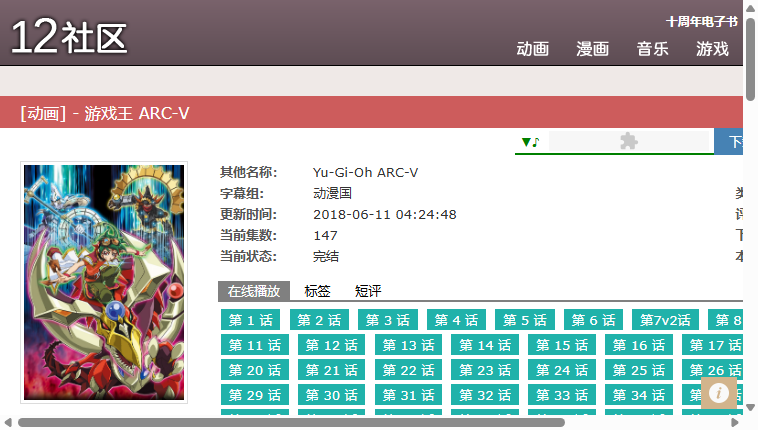 12社区
十周年电子书
动画 漫画 音乐 游戏
[动画] - 游戏王 ARC-V
▼♪
其他名称: Yu-Gi-Oh ARC-V
字幕组: 动漫国
更新时间: 2018-06-11 04:24:48
当前集数: 147
当前状态: 完结
在线播放 标签 短评
第 1 话 第 2 话 第 3 话 第 4 话 第 5 话 第 6 话 第7v2话 第 8
第 11 话 第 12 话 第 13 话 第 14 话 第 15 话 第 16 话 第 17 话
第 20 话 第 21 话 第 22 话 第 23 话 第 24 话 第 25 话 第 26 话
第 29 话 第 30 话 第 31 话 第 32 话 第 33 话 第 34 话